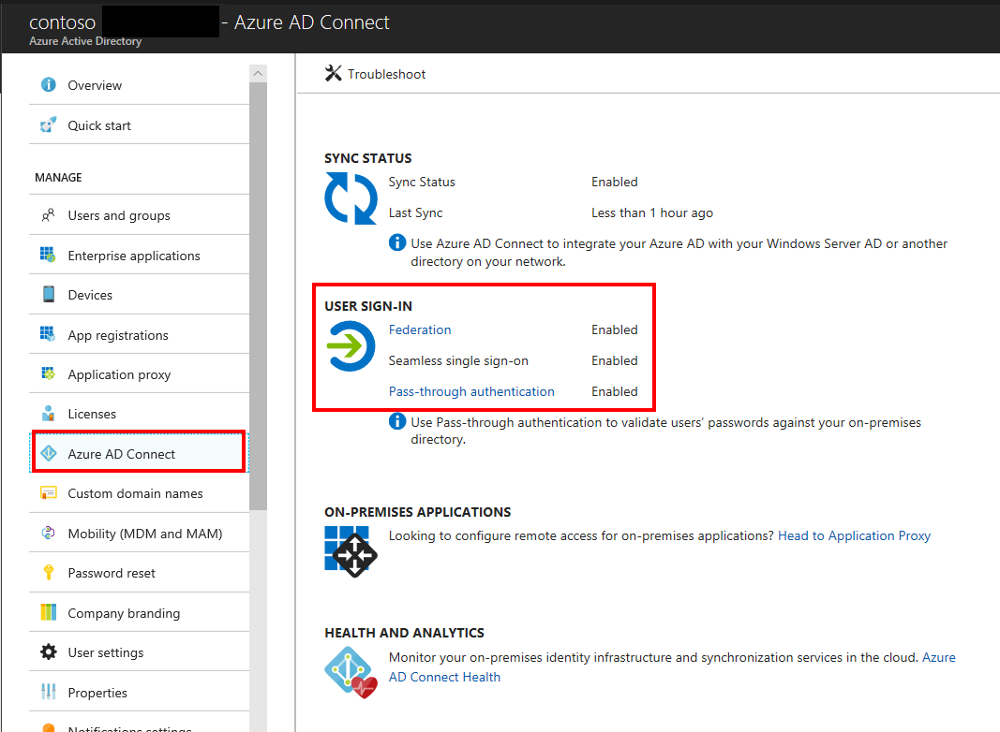 contoso - Azure AD Connect
Azure Active Directory
Overview
Quick start
MANAGE
Users and groups
Enterprise applications
Devices
App registrations
Application proxy
Licenses
Azure AD Connect
Custom domain names
Mobility (MDM and MAM)
Password reset
Company branding
User settings
Properties
Notifications settings
Troubleshoot
SYNC STATUS
Sync Status Enabled
Last Sync Less than 1 hour ago
Use Azure AD Connect to integrate your Azure AD with your Windows Server AD or another
directory on your network.
USER SIGN-IN
Federation Enabled
Seamless single sign-on Enabled
Pass-through authentication Enabled
Use Pass-through authentication to validate users’ passwords against your on-premises
directory.
ON-PREMISES APPLICATIONS
Looking to configure remote access for on-premises applications? Head to Application Proxy
HEALTH AND ANALYTICS
Monitor your on-premises identity infrastructure and synchronization services in the cloud. Azure
AD Connect Health